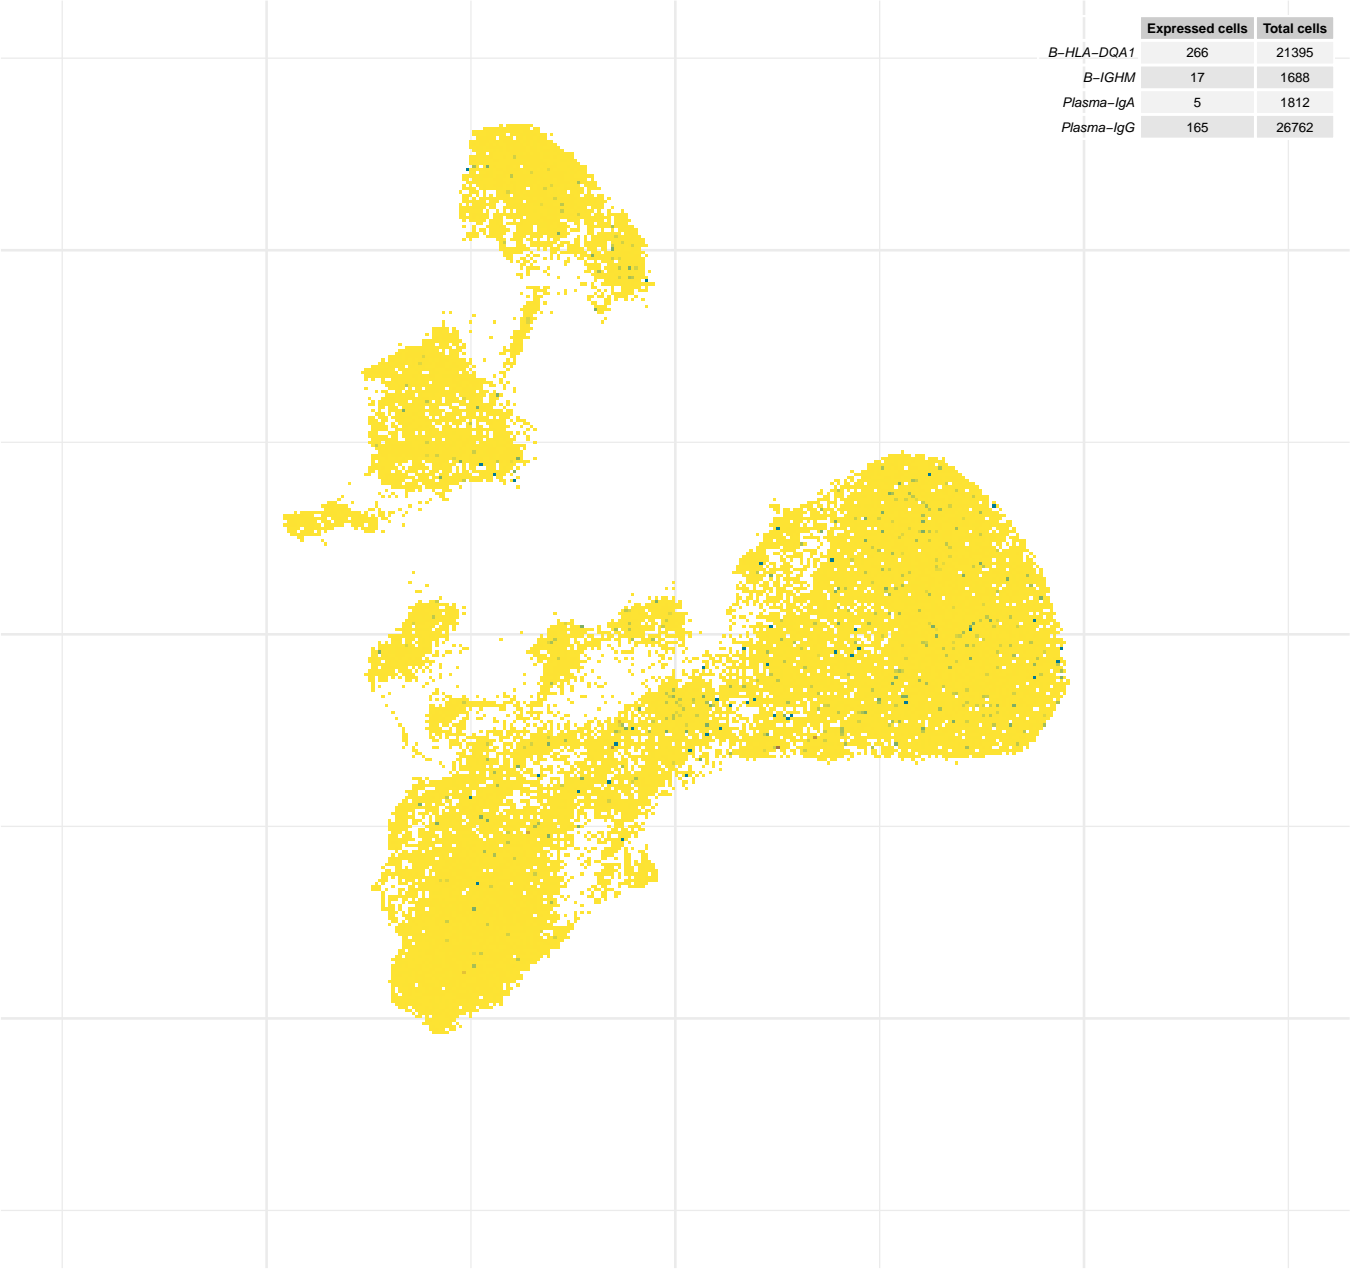 Expressed cells Total cells
B−HLA−DQA1 266 21395
B−IGHM 17 1688
Plasma−IgA 5 1812
Plasma−IgG 165 26762